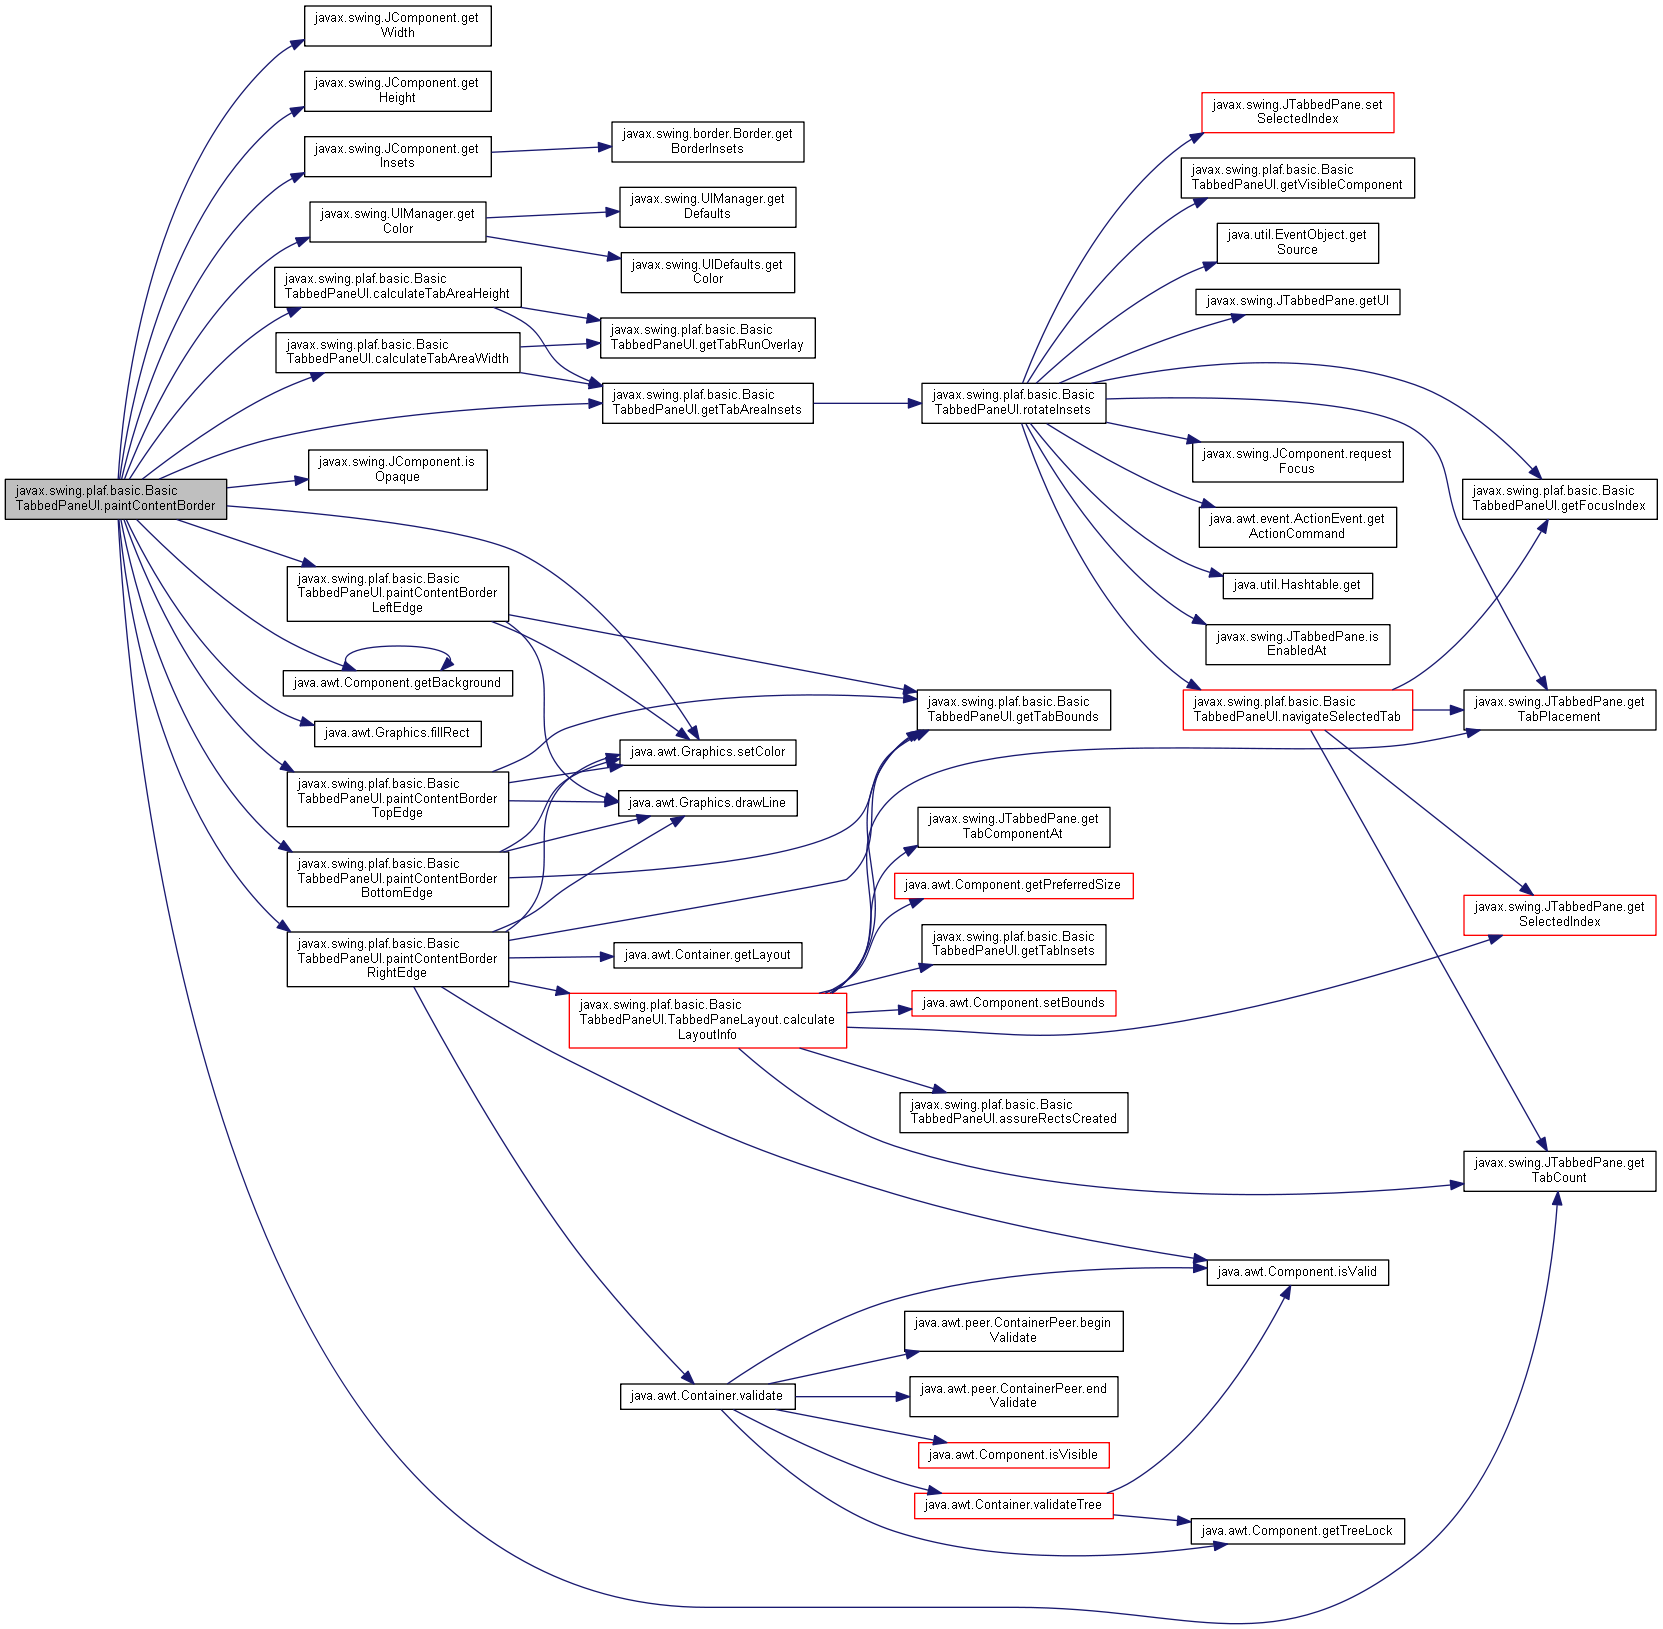 javax.swing.JComponent.get
Width
javax.swing.JComponent.get
Height
javax.swing.JComponent.get
Insets
javax.swing.UIManager.get
Color
javax.swing.plaf.basic.Basic
TabbedPaneUI.calculateTabAreaHeight
javax.swing.plaf.basic.Basic
TabbedPaneUI.calculateTabAreaWidth
javax.swing.JComponent.is
Opaque
javax.swing.plaf.basic.Basic
TabbedPaneUI.paintContentBorder
javax.swing.plaf.basic.Basic
TabbedPaneUI.paintContentBorder
LeftEdge
java.awt.Component.getBackground
java.awt.Graphics.fillRect
javax.swing.plaf.basic.Basic
TabbedPaneUI.paintContentBorder
TopEdge
javax.swing.plaf.basic.Basic
TabbedPaneUI.paintContentBorder
BottomEdge
javax.swing.plaf.basic.Basic
TabbedPaneUI.paintContentBorder
RightEdge
javax.swing.border.Border.get
BorderInsets
javax.swing.UIManager.get
Defaults
javax.swing.UIDefaults.get
Color
javax.swing.plaf.basic.Basic
TabbedPaneUI.getTabRunOverlay
javax.swing.plaf.basic.Basic
TabbedPaneUI.getTabAreaInsets
java.awt.Graphics.setColor
java.awt.Graphics.drawLine
java.awt.Container.getLayout
javax.swing.plaf.basic.Basic
TabbedPaneUI.TabbedPaneLayout.calculate
LayoutInfo
java.awt.Container.validate
javax.swing.plaf.basic.Basic
TabbedPaneUI.rotateInsets
javax.swing.plaf.basic.Basic
TabbedPaneUI.getTabBounds
javax.swing.JTabbedPane.get
TabComponentAt
java.awt.Component.getPreferredSize
javax.swing.plaf.basic.Basic
TabbedPaneUI.getTabInsets
java.awt.Component.setBounds
javax.swing.plaf.basic.Basic
TabbedPaneUI.assureRectsCreated
java.awt.peer.ContainerPeer.begin
Validate
java.awt.peer.ContainerPeer.end
Validate
java.awt.Component.isVisible
java.awt.Container.validateTree
javax.swing.JTabbedPane.set
SelectedIndex
javax.swing.plaf.basic.Basic
TabbedPaneUI.getVisibleComponent
java.util.EventObject.get
Source
javax.swing.JTabbedPane.getUI
javax.swing.JComponent.request
Focus
java.awt.event.ActionEvent.get
ActionCommand
java.util.Hashtable.get
javax.swing.JTabbedPane.is
EnabledAt
javax.swing.plaf.basic.Basic
TabbedPaneUI.navigateSelectedTab
java.awt.Component.isValid
java.awt.Component.getTreeLock
javax.swing.plaf.basic.Basic
TabbedPaneUI.getFocusIndex
javax.swing.JTabbedPane.get
TabPlacement
javax.swing.JTabbedPane.get
SelectedIndex
javax.swing.JTabbedPane.get
TabCount